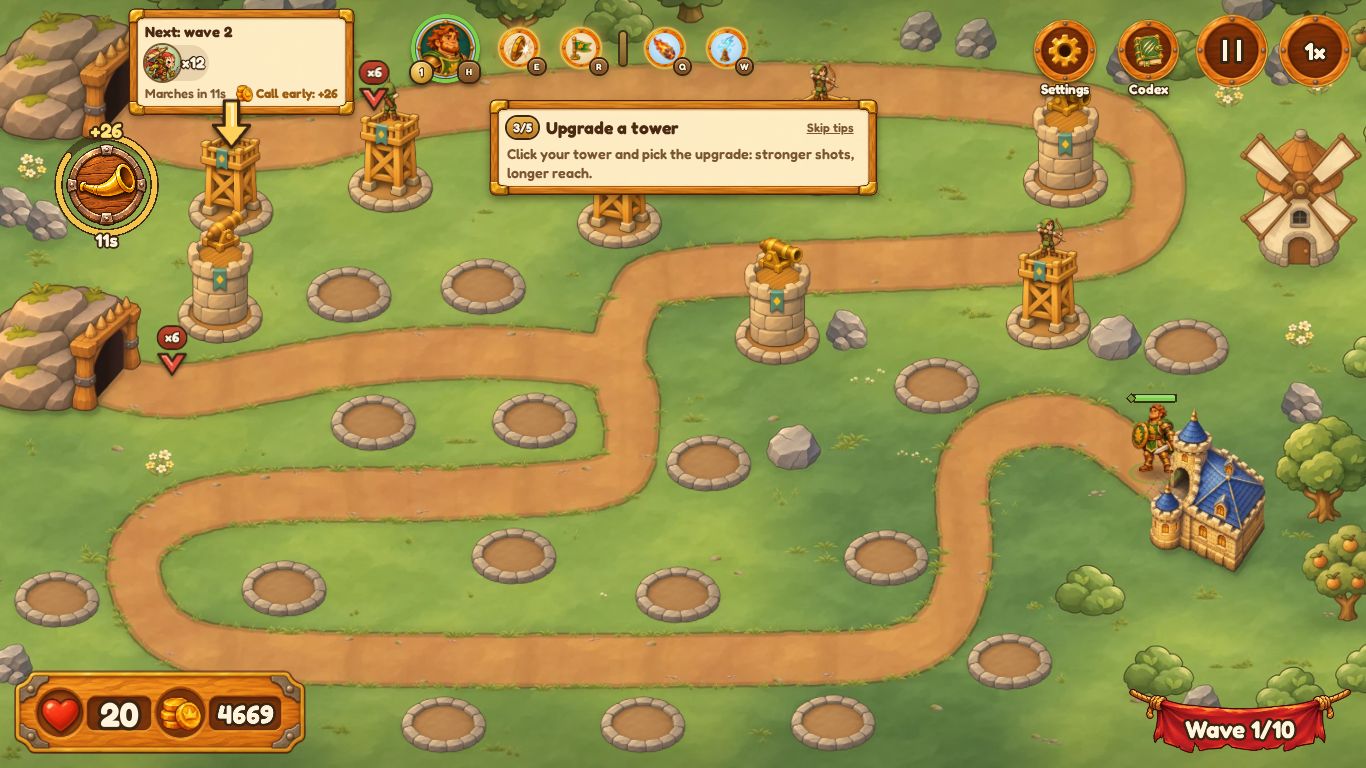 Next: wave 2
x12
Marches in 11s
Call early: +26
+26
11s
x6
x6
1
H
E
R
Q
W
3/5
Upgrade a tower
Skip tips
Click your tower and pick the upgrade: stronger shots,
longer reach.
Settings
Codex
1x
20
4669
Wave 1/10